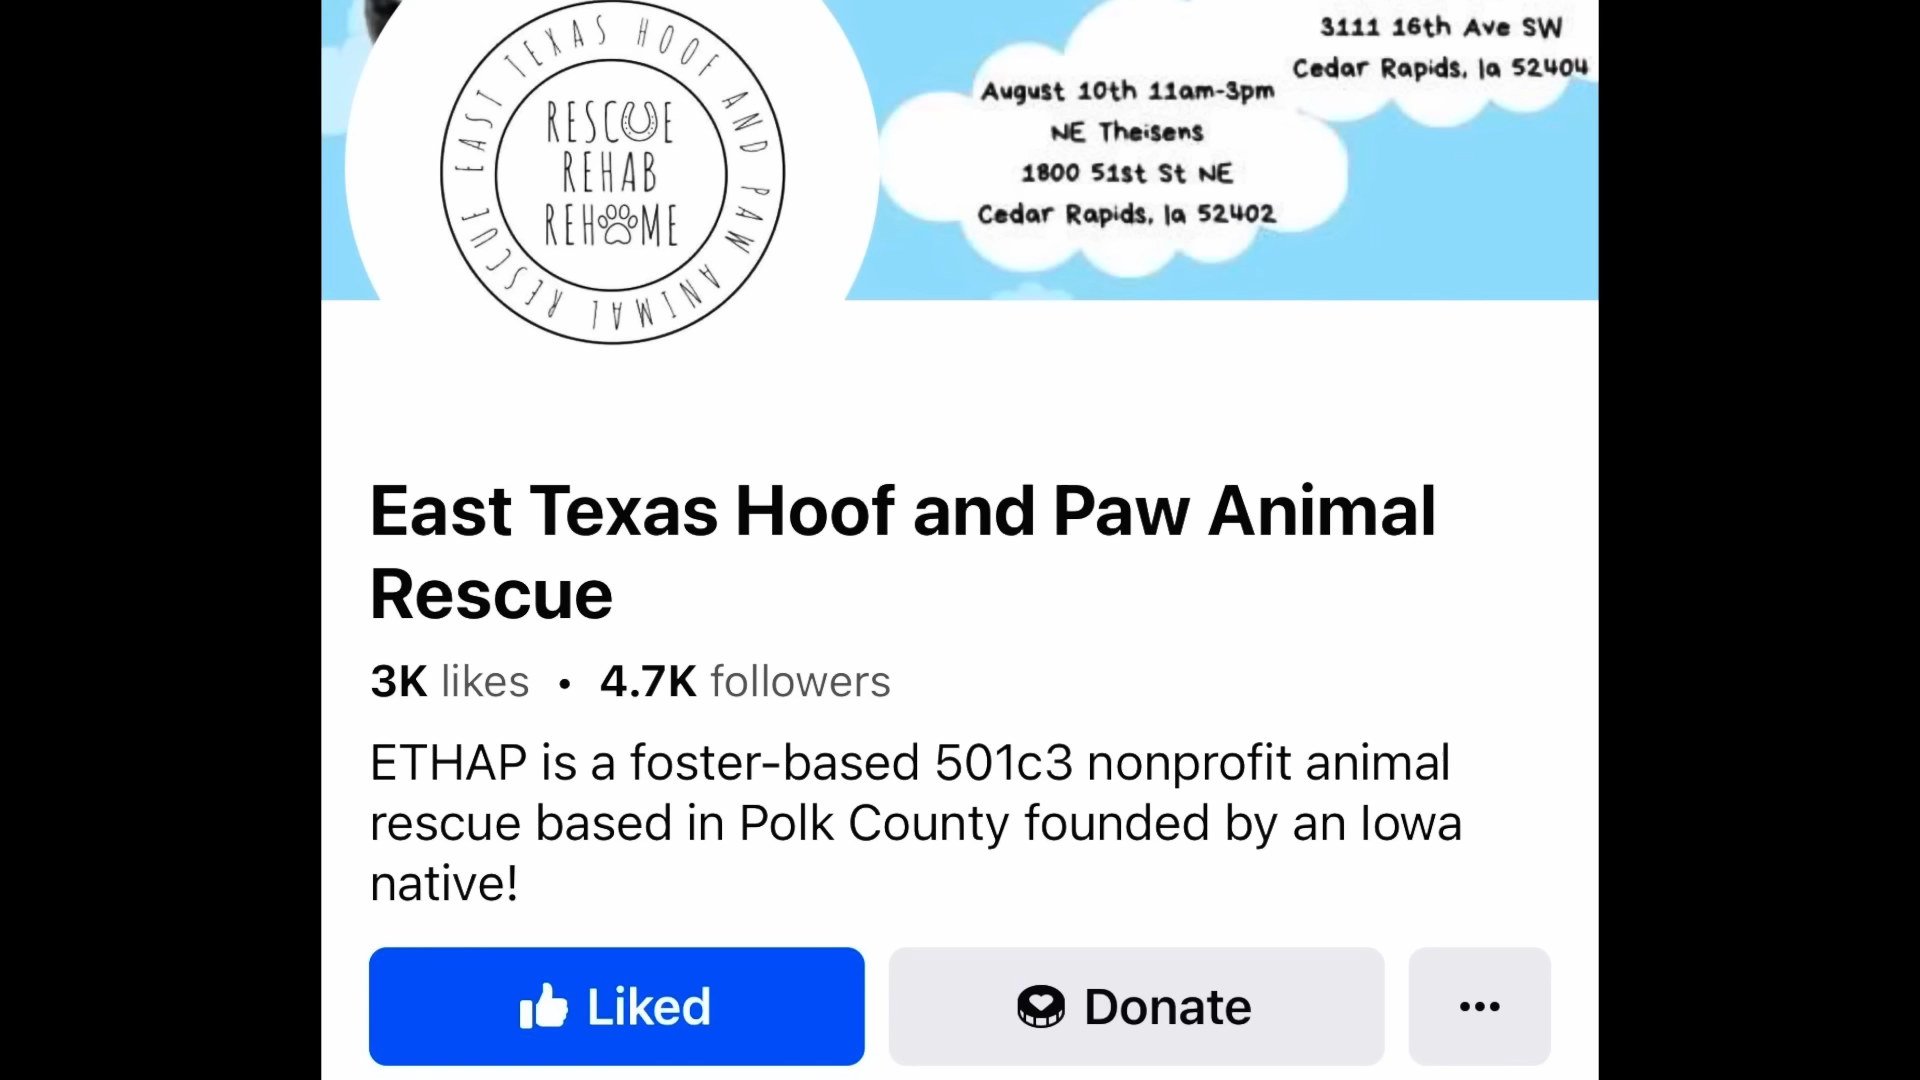 EAST TEXAS HOOF AND PAW ANIMAL RESCUE
RESCUE
REHAB
REHOME
3111 16th Ave SW
Cedar Rapids, Ia 52404
August 10th 11am-3pm
NE Theisens
1800 51st St NE
Cedar Rapids, Ia 52402
East Texas Hoof and Paw Animal
Rescue
3K likes • 4.7K followers
ETHAP is a foster-based 501c3 nonprofit animal
rescue based in Polk County founded by an Iowa
native!
Liked
Donate